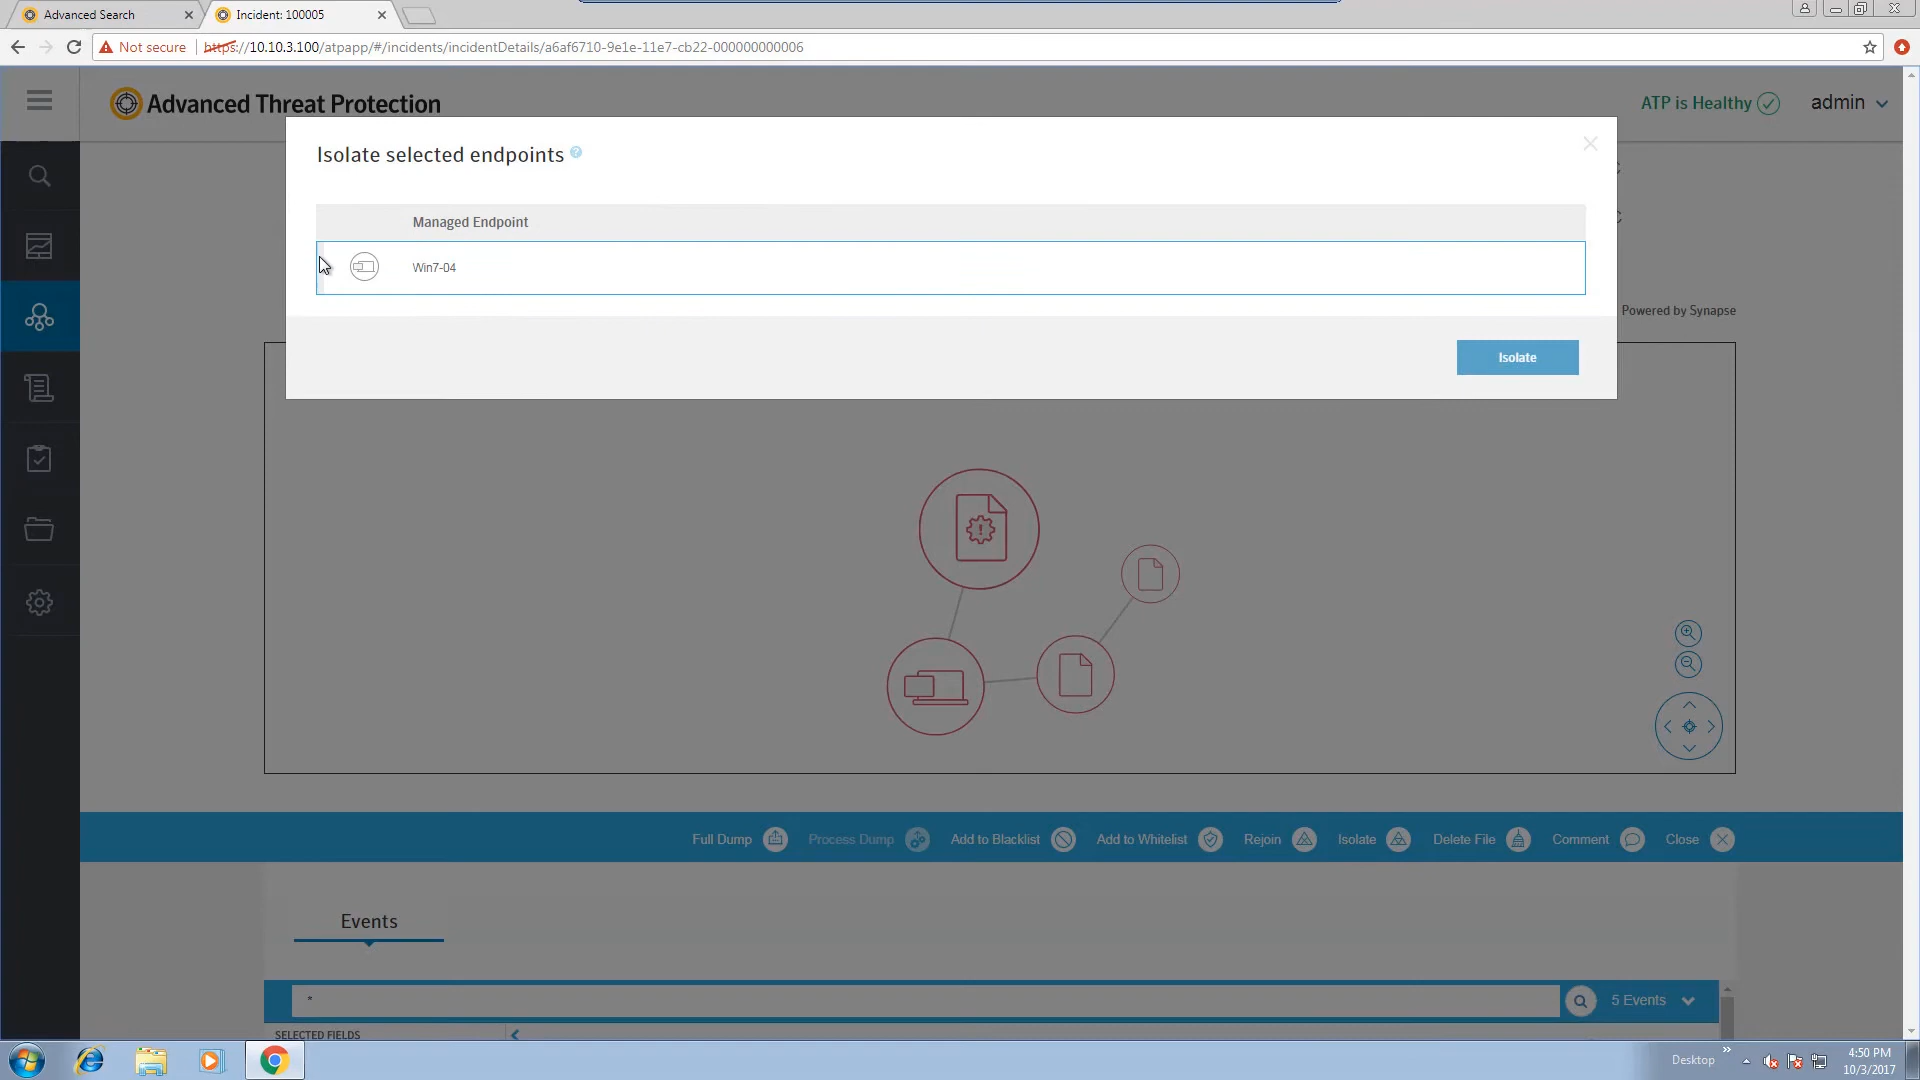 Advanced Search
Incident: 100005
Not secure
https://10.10.3.100/atpapp/#/incidents/incidentDetails/a6af6710-9e1e-11e7-cb22-000000000006
Advanced Threat Protection
ATP is Healthy
admin
Isolate selected endpoints ?
Managed Endpoint
Win7-04
Powered by Synapse
Isolate
Full Dump
Process Dump
Add to Blacklist
Add to Whitelist
Rejoin
Isolate
Delete File
Comment
Close
Events
*
5 Events
SELECTED FIELDS
Desktop
4:50 PM
10/3/2017